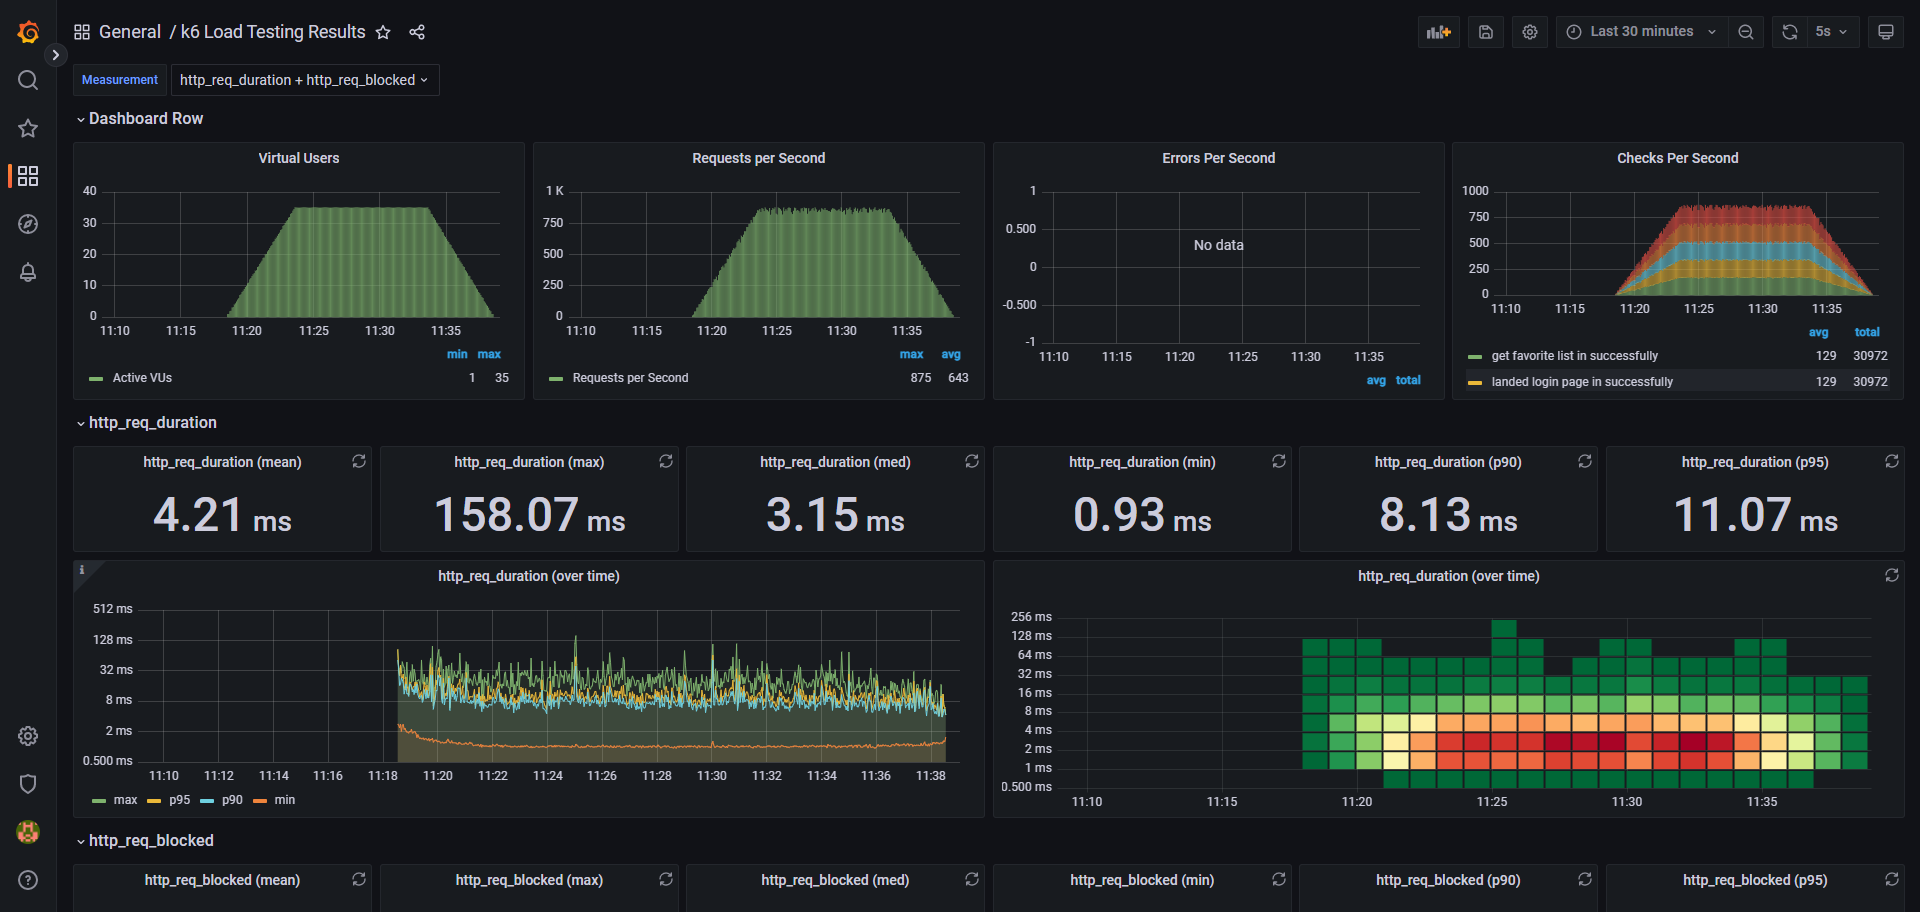 General / k6 Load Testing Results
Last 30 minutes
5s
Measurement
http_req_duration + http_req_blocked
Dashboard Row
Virtual Users
40
30
20
10
0
11:10 11:15 11:20 11:25 11:30 11:35
min max
Active VUs 1 35
Requests per Second
1 K
750
500
250
0
11:10 11:15 11:20 11:25 11:30 11:35
max avg
Requests per Second 875 643
Errors Per Second
1
0.500
0
-0.500
-1
No data
11:10 11:15 11:20 11:25 11:30 11:35
avg total
Checks Per Second
1000
750
500
250
0
11:10 11:15 11:20 11:25 11:30 11:35
avg total
get favorite list in successfully 129 30972
landed login page in successfully 129 30972
http_req_duration
http_req_duration (mean)
4.21 ms
http_req_duration (max)
158.07 ms
http_req_duration (med)
3.15 ms
http_req_duration (min)
0.93 ms
http_req_duration (p90)
8.13 ms
http_req_duration (p95)
11.07 ms
i
http_req_duration (over time)
512 ms
128 ms
32 ms
8 ms
2 ms
0.500 ms
11:10 11:12 11:14 11:16 11:18 11:20 11:22 11:24 11:26 11:28 11:30 11:32 11:34 11:36 11:38
max p95 p90 min
http_req_duration (over time)
256 ms
128 ms
64 ms
32 ms
16 ms
8 ms
4 ms
2 ms
1 ms
0.500 ms
11:10 11:15 11:20 11:25 11:30 11:35
http_req_blocked
http_req_blocked (mean)
http_req_blocked (max)
http_req_blocked (med)
http_req_blocked (min)
http_req_blocked (p90)
http_req_blocked (p95)